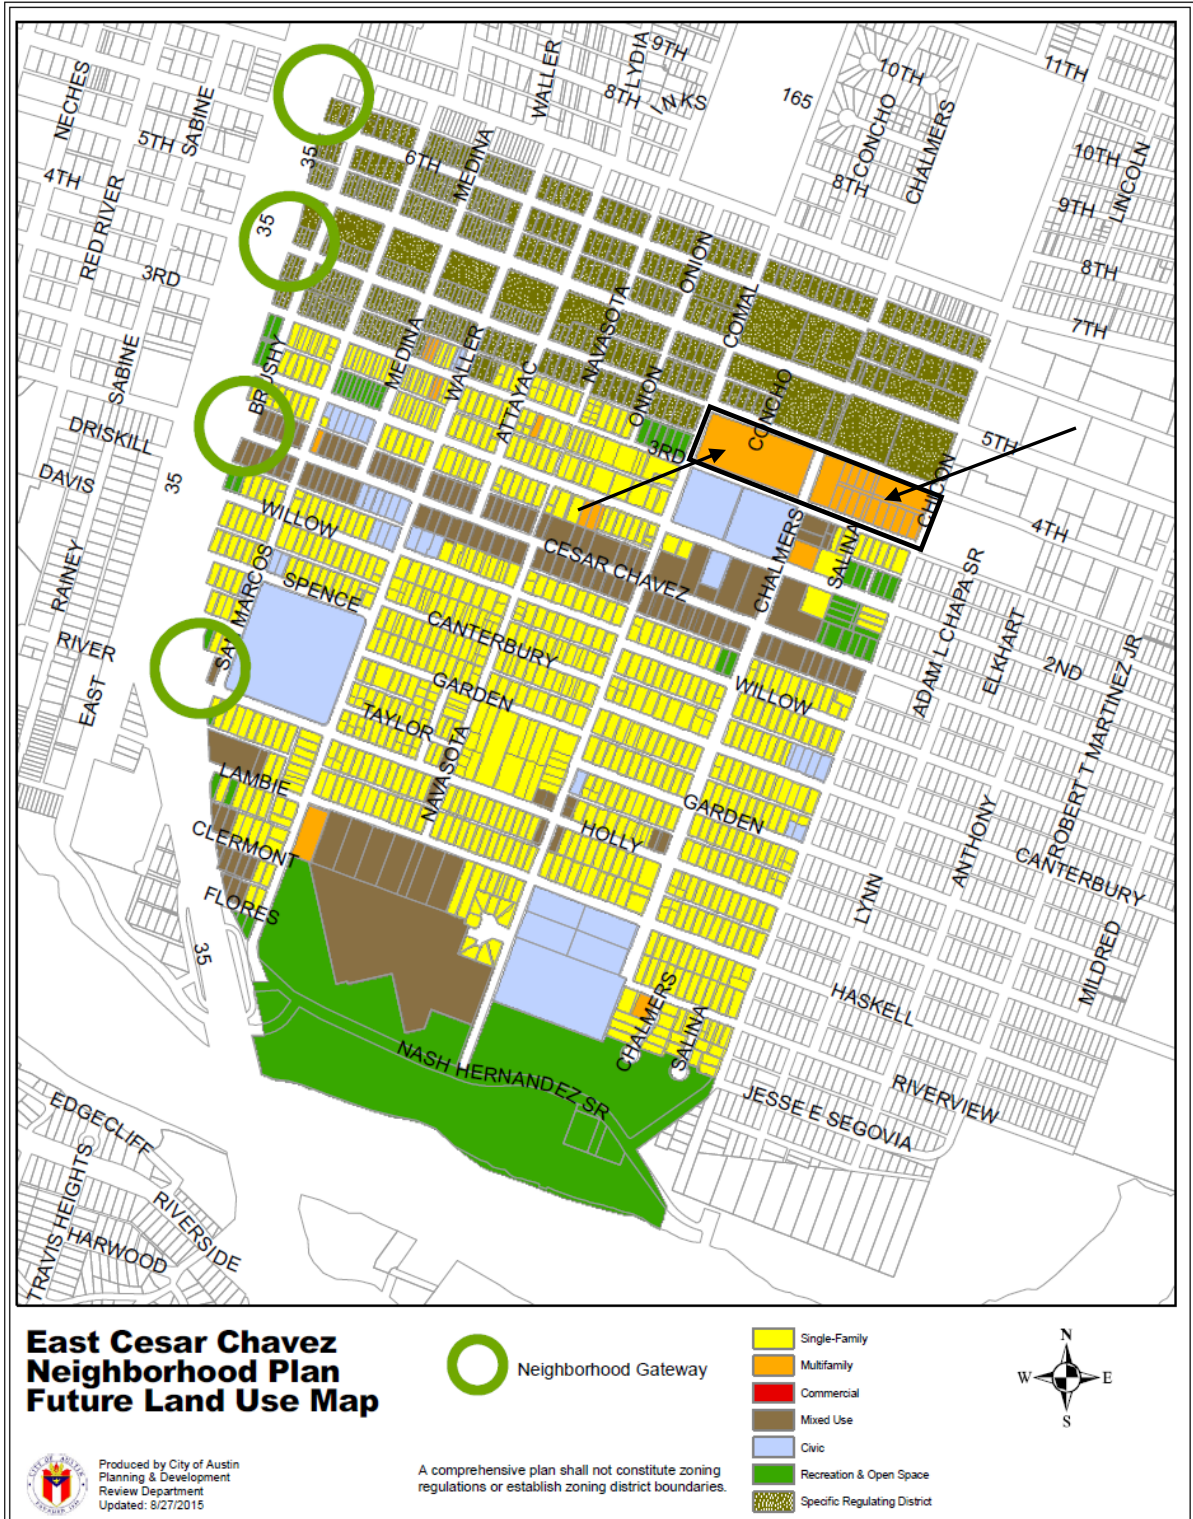 NECHES
SABINE
5TH
4TH
RED RIVER
3RD
35
6TH
MEDINA
WALLER
LYDIA
9TH
8TH
INKS
165
10TH
CONCHO
CHALMERS
8TH
11TH
10TH
LINCOLN
9TH
8TH
7TH
35
ONION
COMAL
NAVASOTA
SABINE
BRUSHY
MEDINA
WALLER
ATTAYAC
ONION
3RD
CONCHO
5TH
CHICON
4TH
DRISKILL
DAVIS
35
WILLOW
CESAR CHAVEZ
CHALMERS
SALINA
RAINEY
SAN MARCOS
SPENCE
CANTERBURY
ADAM L CHAPA SR
ELKHART
2ND
RIVER
EAST
GARDEN
WILLOW
TAYLOR
NAVASOTA
ROBERT T MARTINEZ JR
LAMBIE
GARDEN
HOLLY
CLERMONT
ANTHONY
CANTERBURY
FLORES
LYNN
35
MILDRED
HASKELL
CHALMERS
SALINA
NASH HERNANDEZ SR
RIVERVIEW
JESSE E SEGOVIA
EDGECLIFF
TRAVIS HEIGHTS
RIVERSIDE
HARWOOD
East Cesar Chavez
Neighborhood Plan
Future Land Use Map
Neighborhood Gateway
Single-Family
Multifamily
Commercial
Mixed Use
Civic
Recreation & Open Space
Specific Regulating District
N
W
E
S
CITY OF AUSTIN
FOUNDED 1839
Produced by City of Austin
Planning & Development
Review Department
Updated: 8/27/2015
A comprehensive plan shall not constitute zoning
regulations or establish zoning district boundaries.